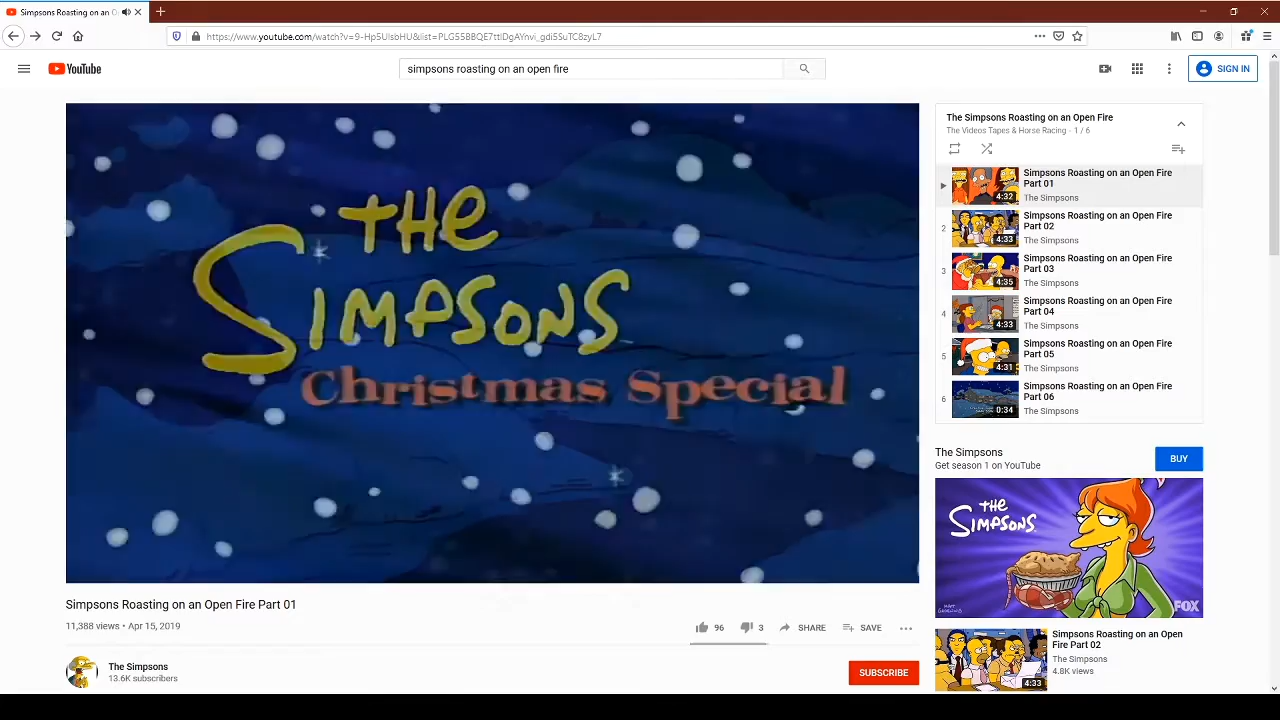 Simpsons Roasting on an O
https://www.youtube.com/watch?v=9-Hp5UlsbHU&list=PLG55BBQE7ttIDgAYnvi_gdi5SuTC8zyL7
YouTube
simpsons roasting on an open fire
SIGN IN
THE
SIMPSONS
Christmas Special
Simpsons Roasting on an Open Fire Part 01
11,388 views • Apr 15, 2019
96
3
SHARE
SAVE
The Simpsons
13.6K subscribers
SUBSCRIBE
The Simpsons Roasting on an Open Fire
The Videos Tapes & Horse Racing - 1 / 6
4:32
Simpsons Roasting on an Open Fire
Part 01
The Simpsons
2
4:33
Simpsons Roasting on an Open Fire
Part 02
The Simpsons
3
4:35
Simpsons Roasting on an Open Fire
Part 03
The Simpsons
4
4:33
Simpsons Roasting on an Open Fire
Part 04
The Simpsons
5
4:31
Simpsons Roasting on an Open Fire
Part 05
The Simpsons
6
0:34
Simpsons Roasting on an Open Fire
Part 06
The Simpsons
The Simpsons
Get season 1 on YouTube
BUY
THE
SIMPSONS
MATT GROENING
FOX
4:33
Simpsons Roasting on an Open
Fire Part 02
The Simpsons
4.8K views